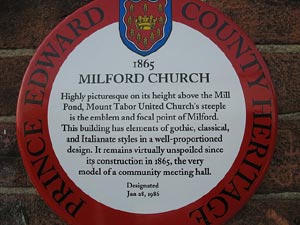 PRINCE EDWARD COUNTY HERITAGE
1865
MILFORD CHURCH
Highly picturesque on its height above the Mill
Pond, Mount Tabor United Church's steeple
is the emblem and focal point of Milford.
This building has elements of gothic, classical,
and Italianate styles in a well-proportioned
design. It remains virtually unspoiled since
its construction in 1865, the very
model of a community meeting hall.
Designated
Jan 28, 1986